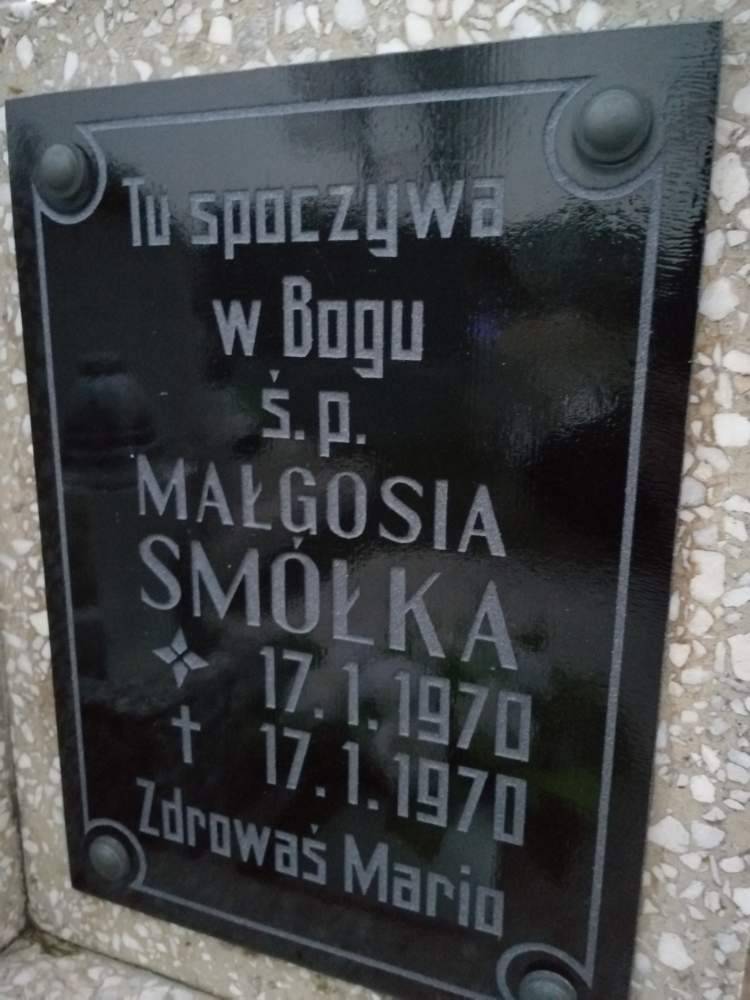 Tu spoczywa
w Bogu
ś.p.
MAŁGOSIA
SMÓŁKA
17.1.1970
† 17.1.1970
Zdrowaś Mario